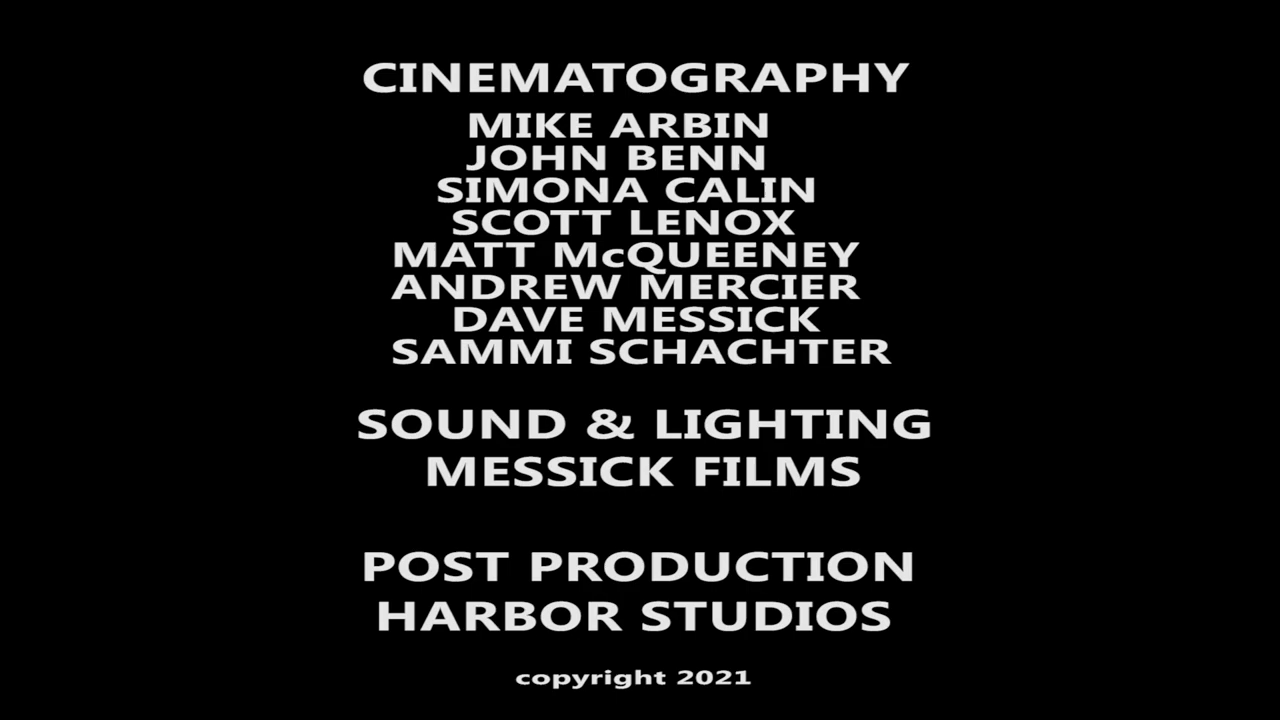 CINEMATOGRAPHY
MIKE ARBIN
JOHN BENN
SIMONA CALIN
SCOTT LENOX
MATT McQUEENEY
ANDREW MERCIER
DAVE MESSICK
SAMMI SCHACHTER
SOUND & LIGHTING
MESSICK FILMS
POST PRODUCTION
HARBOR STUDIOS
copyright 2021